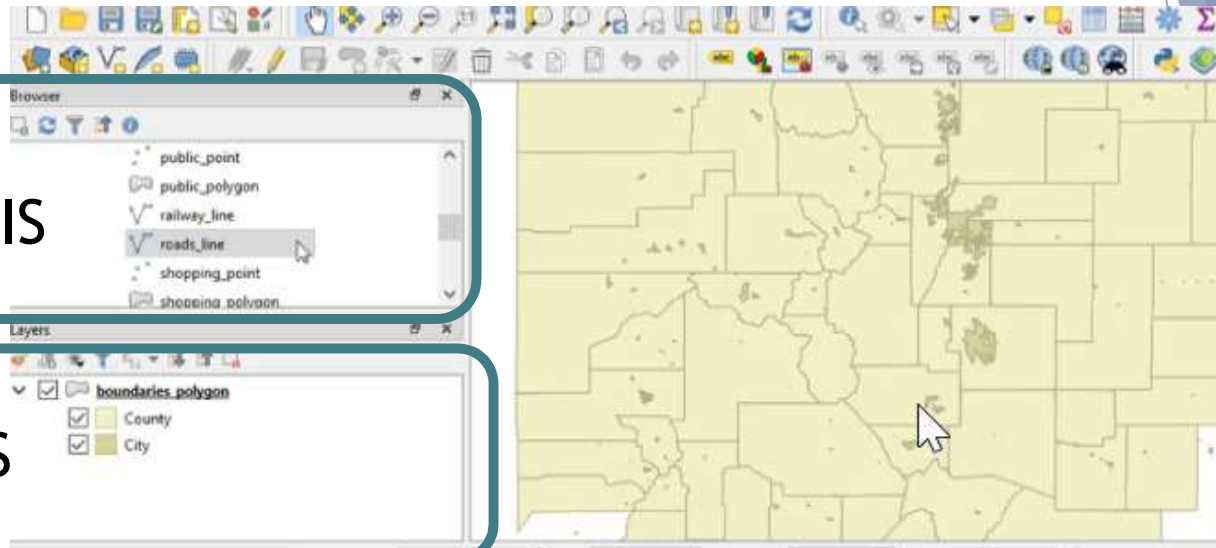 Browser
public_point
public_polygon
railway_line
roads_line
shopping_point
shopping_polygon
IS
Layers
boundaries_polygon
County
City
S